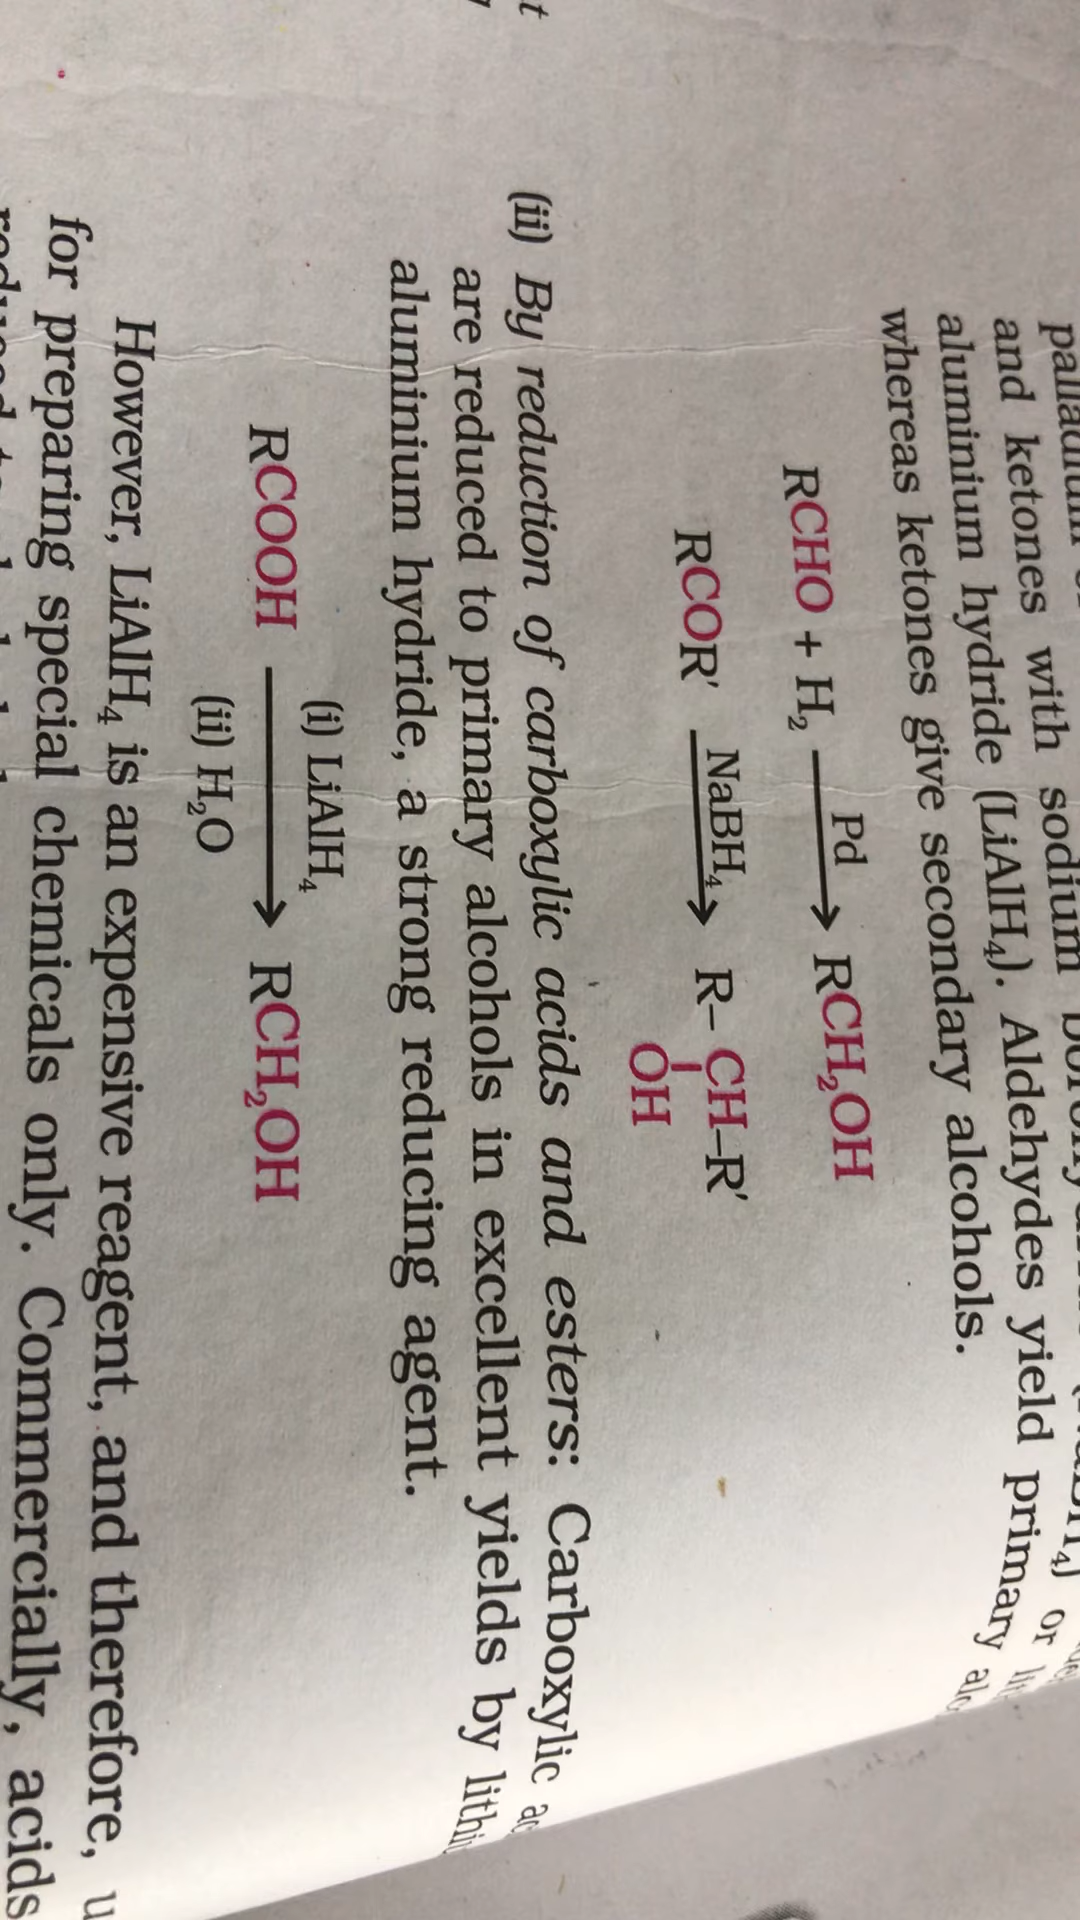 and ketones with sodium
aluminium hydride (LiAlH₄). Aldehydes yield primary
whereas ketones give secondary alcohols.
RCHO + H₂ —Pd→ RCH₂OH
RCOR' —NaBH₄→ R–CH–R'
OH
(ii) By reduction of carboxylic acids and esters: Carboxylic
are reduced to primary alcohols in excellent yields by
aluminium hydride, a strong reducing agent.
(i) LiAlH₄
RCOOH → RCH₂OH
(ii) H₂O
However, LiAlH₄ is an expensive reagent, and therefore,
for preparing special chemicals only. Commercially, acids